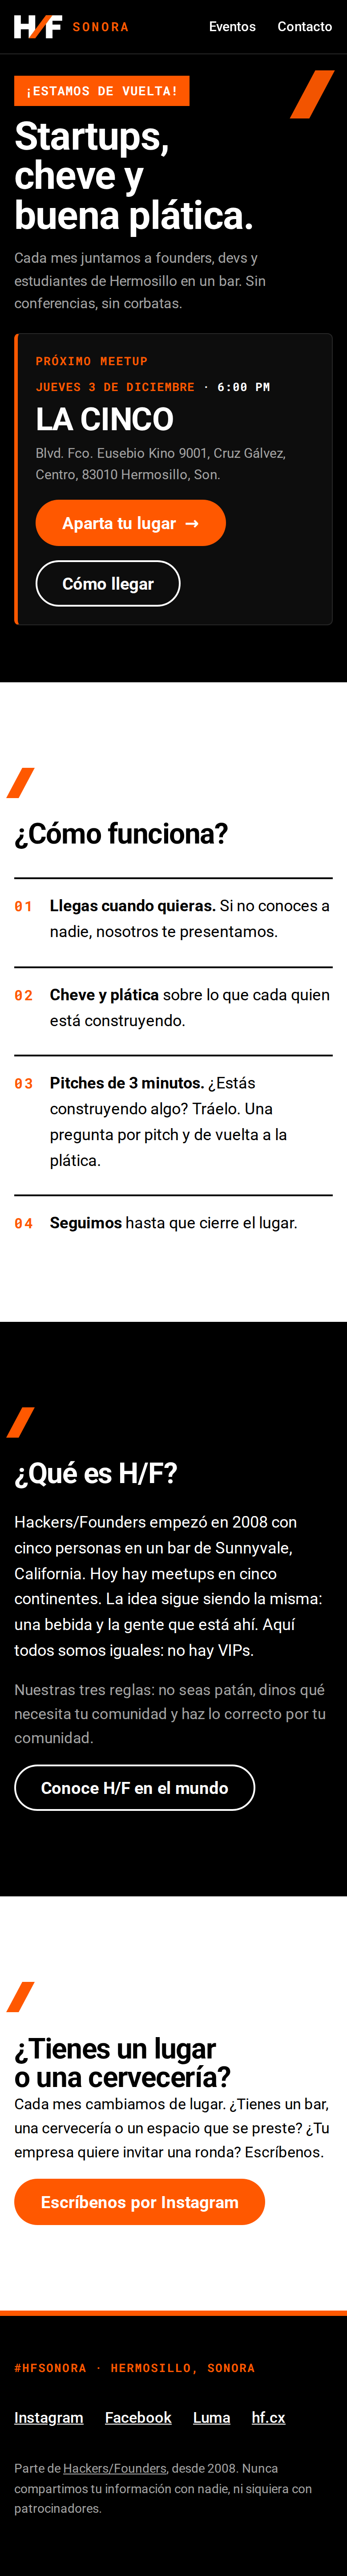 H/F SONORA Eventos Contacto
¡ESTAMOS DE VUELTA!
Startups,
cheve y
buena plática.
Cada mes juntamos a founders, devs y
estudiantes de Hermosillo en un bar. Sin
conferencias, sin corbatas.
PRÓXIMO MEETUP
JUEVES 3 DE DICIEMBRE · 6:00 PM
LA CINCO
Blvd. Fco. Eusebio Kino 9001, Cruz Gálvez,
Centro, 83010 Hermosillo, Son.
Aparta tu lugar →
Cómo llegar
¿Cómo funciona?
01 Llegas cuando quieras. Si no conoces a
nadie, nosotros te presentamos.
02 Cheve y plática sobre lo que cada quien
está construyendo.
03 Pitches de 3 minutos. ¿Estás
construyendo algo? Tráelo. Una
pregunta por pitch y de vuelta a la
plática.
04 Seguimos hasta que cierre el lugar.
¿Qué es H/F?
Hackers/Founders empezó en 2008 con
cinco personas en un bar de Sunnyvale,
California. Hoy hay meetups en cinco
continentes. La idea sigue siendo la misma:
una bebida y la gente que está ahí. Aquí
todos somos iguales: no hay VIPs.
Nuestras tres reglas: no seas patán, dinos qué
necesita tu comunidad y haz lo correcto por tu
comunidad.
Conoce H/F en el mundo
¿Tienes un lugar
o una cervecería?
Cada mes cambiamos de lugar. ¿Tienes un bar,
una cervecería o un espacio que se preste? ¿Tu
empresa quiere invitar una ronda? Escríbenos.
Escríbenos por Instagram
#HFSONORA · HERMOSILLO, SONORA
Instagram Facebook Luma hf.cx
Parte de Hackers/Founders, desde 2008. Nunca
compartimos tu información con nadie, ni siquiera con
patrocinadores.